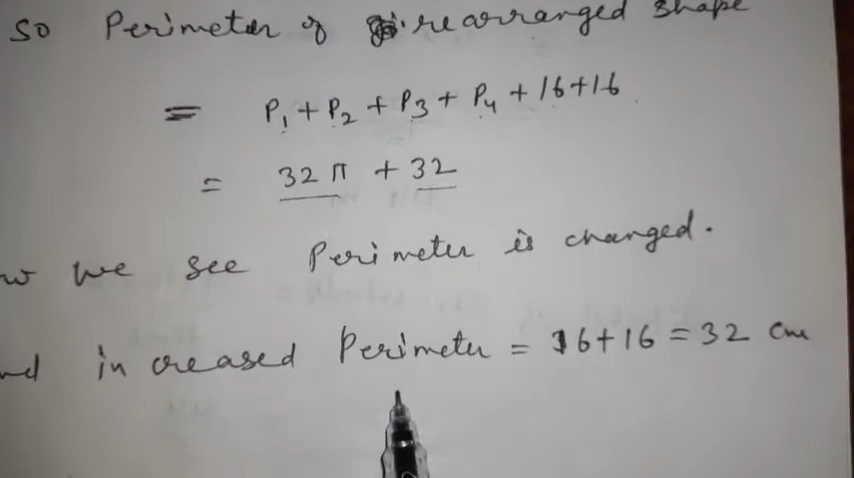 So Perimeter of rearranged shape
= P₁ + P₂ + P₃ + P₄ + 16+16
= 32π + 32
we see Perimeter is changed.
increased Perimeter = 16+16 = 32 cm